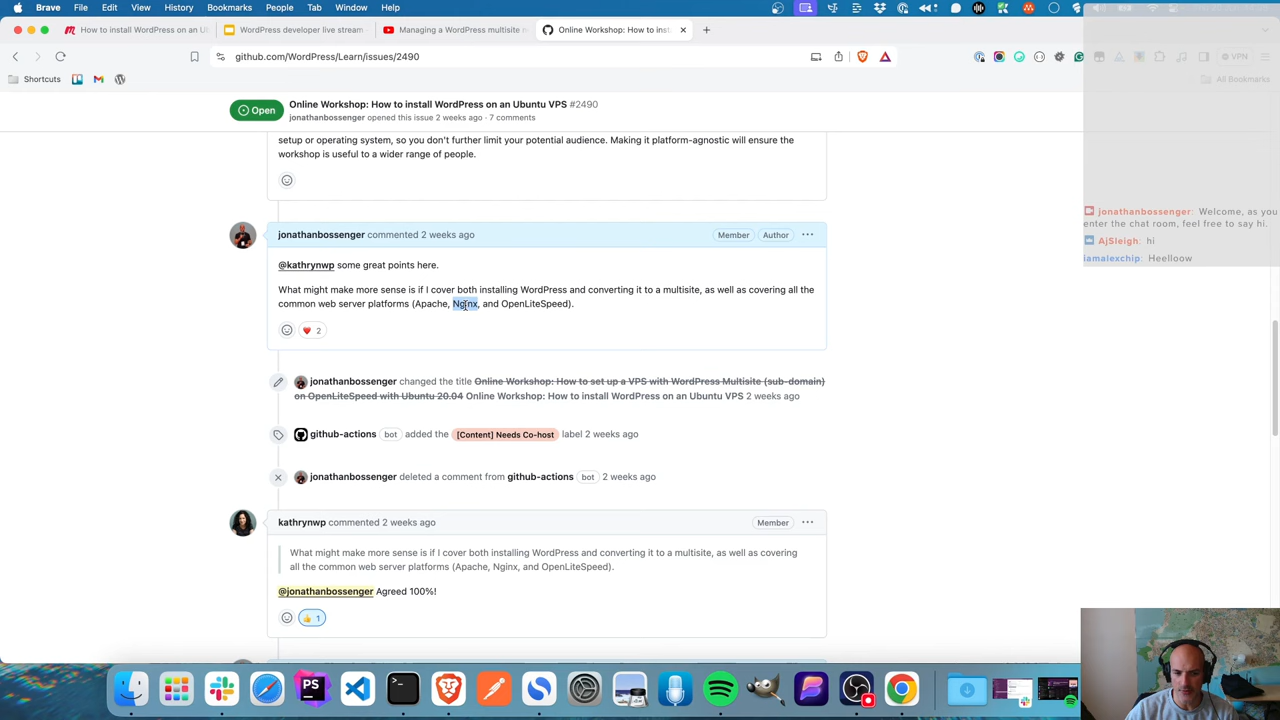 Brave File Edit View History Bookmarks People Tab Window Help
How to install WordPress on an U
WordPress developer live stream
Managing a WordPress multisite
Online Workshop: How to inst
github.com/WordPress/Learn/issues/2490
VPN
Shortcuts
All Bookmarks
Open
Online Workshop: How to install WordPress on an Ubuntu VPS #2490
jonathanbossenger opened this issue 2 weeks ago · 7 comments
setup or operating system, so you don't further limit your potential audience. Making it platform-agnostic will ensure the
workshop is useful to a wider range of people.
jonathanbossenger commented 2 weeks ago
Member Author
@kathrynwp some great points here.
What might make more sense is if I cover both installing WordPress and converting it to a multisite, as well as covering all the
common web server platforms (Apache, Nginx, and OpenLiteSpeed).
2
jonathanbossenger changed the title Online Workshop: How to set up a VPS with WordPress Multisite (sub-domain)
on OpenLiteSpeed with Ubuntu 20.04 Online Workshop: How to install WordPress on an Ubuntu VPS 2 weeks ago
github-actions bot added the [Content] Needs Co-host label 2 weeks ago
jonathanbossenger deleted a comment from github-actions bot 2 weeks ago
kathrynwp commented 2 weeks ago
Member
What might make more sense is if I cover both installing WordPress and converting it to a multisite, as well as covering
all the common web server platforms (Apache, Nginx, and OpenLiteSpeed).
@jonathanbossenger Agreed 100%!
1
jonathanbossenger: Welcome, as you
enter the chat room, feel free to say hi.
AjSleigh: hi
iamalexchip: Heelloow
PS